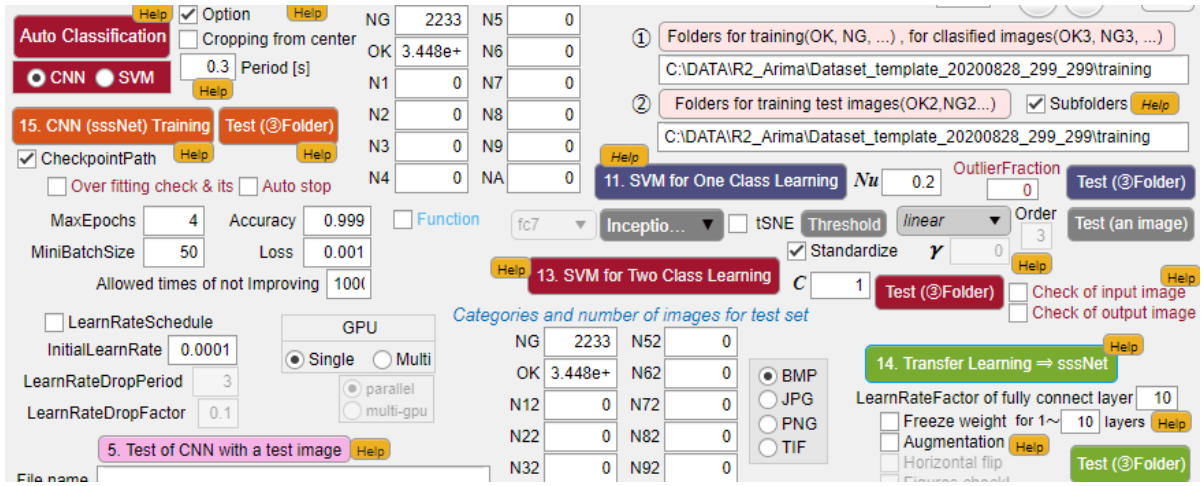 Help
Option
Help
Auto Classification
Cropping from center
CNN SVM
0.3 Period [s]
Help
NG 2233 N5 0
OK 3.448e+ N6 0
N1 0 N7 0
N2 0 N8 0
N3 0 N9 0
N4 0 NA 0
① Folders for training(OK, NG, ...) , for cllasified images(OK3, NG3, ...)
C:\DATA\R2_Arima\Dataset_template_20200828_299_299\training
② Folders for training test images(OK2,NG2...) Subfolders Help
C:\DATA\R2_Arima\Dataset_template_20200828_299_299\training
15. CNN (sssNet) Training Test (③Folder)
CheckpointPath Help Help
Over fitting check & its Auto stop
MaxEpochs 4 Accuracy 0.999
MiniBatchSize 50 Loss 0.001
Allowed times of not Improving 100
Help
11. SVM for One Class Learning Nu 0.2 OutlierFraction 0 Test (③Folder)
Function fc7 Inceptio... tSNE Threshold linear Order 3 Test (an image)
Standardize γ 0 Help
Help 13. SVM for Two Class Learning C 1 Test (③Folder) Help
Check of input image
Check of output image
LearnRateSchedule
InitialLearnRate 0.0001
LearnRateDropPeriod 3
LearnRateDropFactor 0.1
GPU
Single Multi
parallel
multi-gpu
5. Test of CNN with a test image Help
File name
Categories and number of images for test set
NG 2233 N52 0
OK 3.448e+ N62 0
N12 0 N72 0
N22 0 N82 0
N32 0 N92 0
BMP
JPG
PNG
TIF
Help
14. Transfer Learning ⇒ sssNet
LearnRateFactor of fully connect layer 10
Freeze weight for 1～ 10 layers Help
Augmentation Help
Horizontal flip
Test (③Folder)